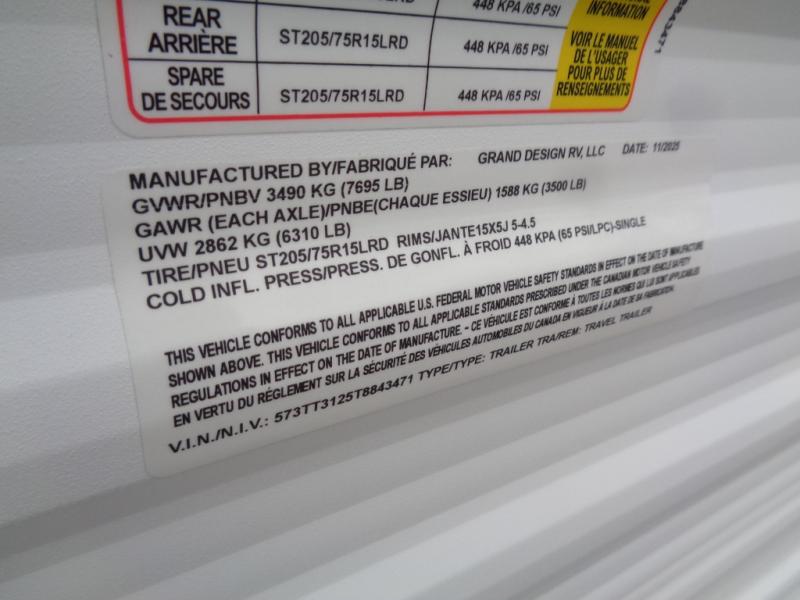 448 KPA /65 PSI
INFORMATION
REAR
ARRIÈRE
ST205/75R15LRD
448 KPA /65 PSI
VOIR LE MANUEL
DE L'USAGER
POUR PLUS DE
RENSEIGNEMENTS
SPARE
DE SECOURS
ST205/75R15LRD
448 KPA /65 PSI
8843471
MANUFACTURED BY/FABRIQUÉ PAR: GRAND DESIGN RV, LLC DATE: 11/2025
GVWR/PNBV 3490 KG (7695 LB)
GAWR (EACH AXLE)/PNBE(CHAQUE ESSIEU) 1588 KG (3500 LB)
UVW 2862 KG (6310 LB)
TIRE/PNEU ST205/75R15LRD RIMS/JANTE15X5J 5-4.5
COLD INFL. PRESS/PRESS. DE GONFL. À FROID 448 KPA (65 PSI/LPC)-SINGLE
THIS VEHICLE CONFORMS TO ALL APPLICABLE U.S. FEDERAL MOTOR VEHICLE SAFETY STANDARDS IN EFFECT ON THE DATE OF MANUFACTURE
SHOWN ABOVE. THIS VEHICLE CONFORMS TO ALL APPLICABLE STANDARDS PRESCRIBED UNDER THE CANADIAN MOTOR VEHICLE SAFETY
REGULATIONS IN EFFECT ON THE DATE OF MANUFACTURE. - CE VÉHICULE EST CONFORME À TOUTES LES NORMES QUI LUI SONT APPLICABLES
EN VERTU DU RÉGLEMENT SUR LA SÉCURITÉ DES VÉHICULES AUTOMOBILES DU CANADA EN VIGUEUR À LA DATE DE SA FABRICATION.
V.I.N./N.I.V.: 573TT3125T8843471 TYPE/TYPE: TRAILER TRA/REM: TRAVEL TRAILER